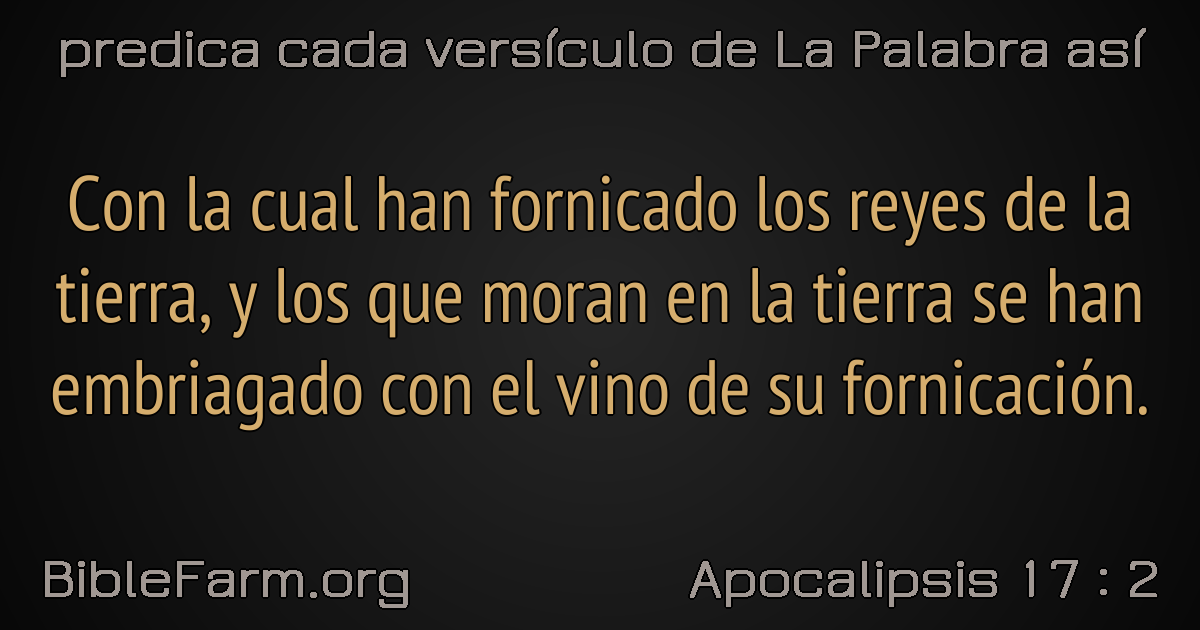 predica cada versículo de La Palabra así
Con la cual han fornicado los reyes de la
tierra, y los que moran en la tierra se han
embriagado con el vino de su fornicación.
BibleFarm.org
Apocalipsis 17 : 2